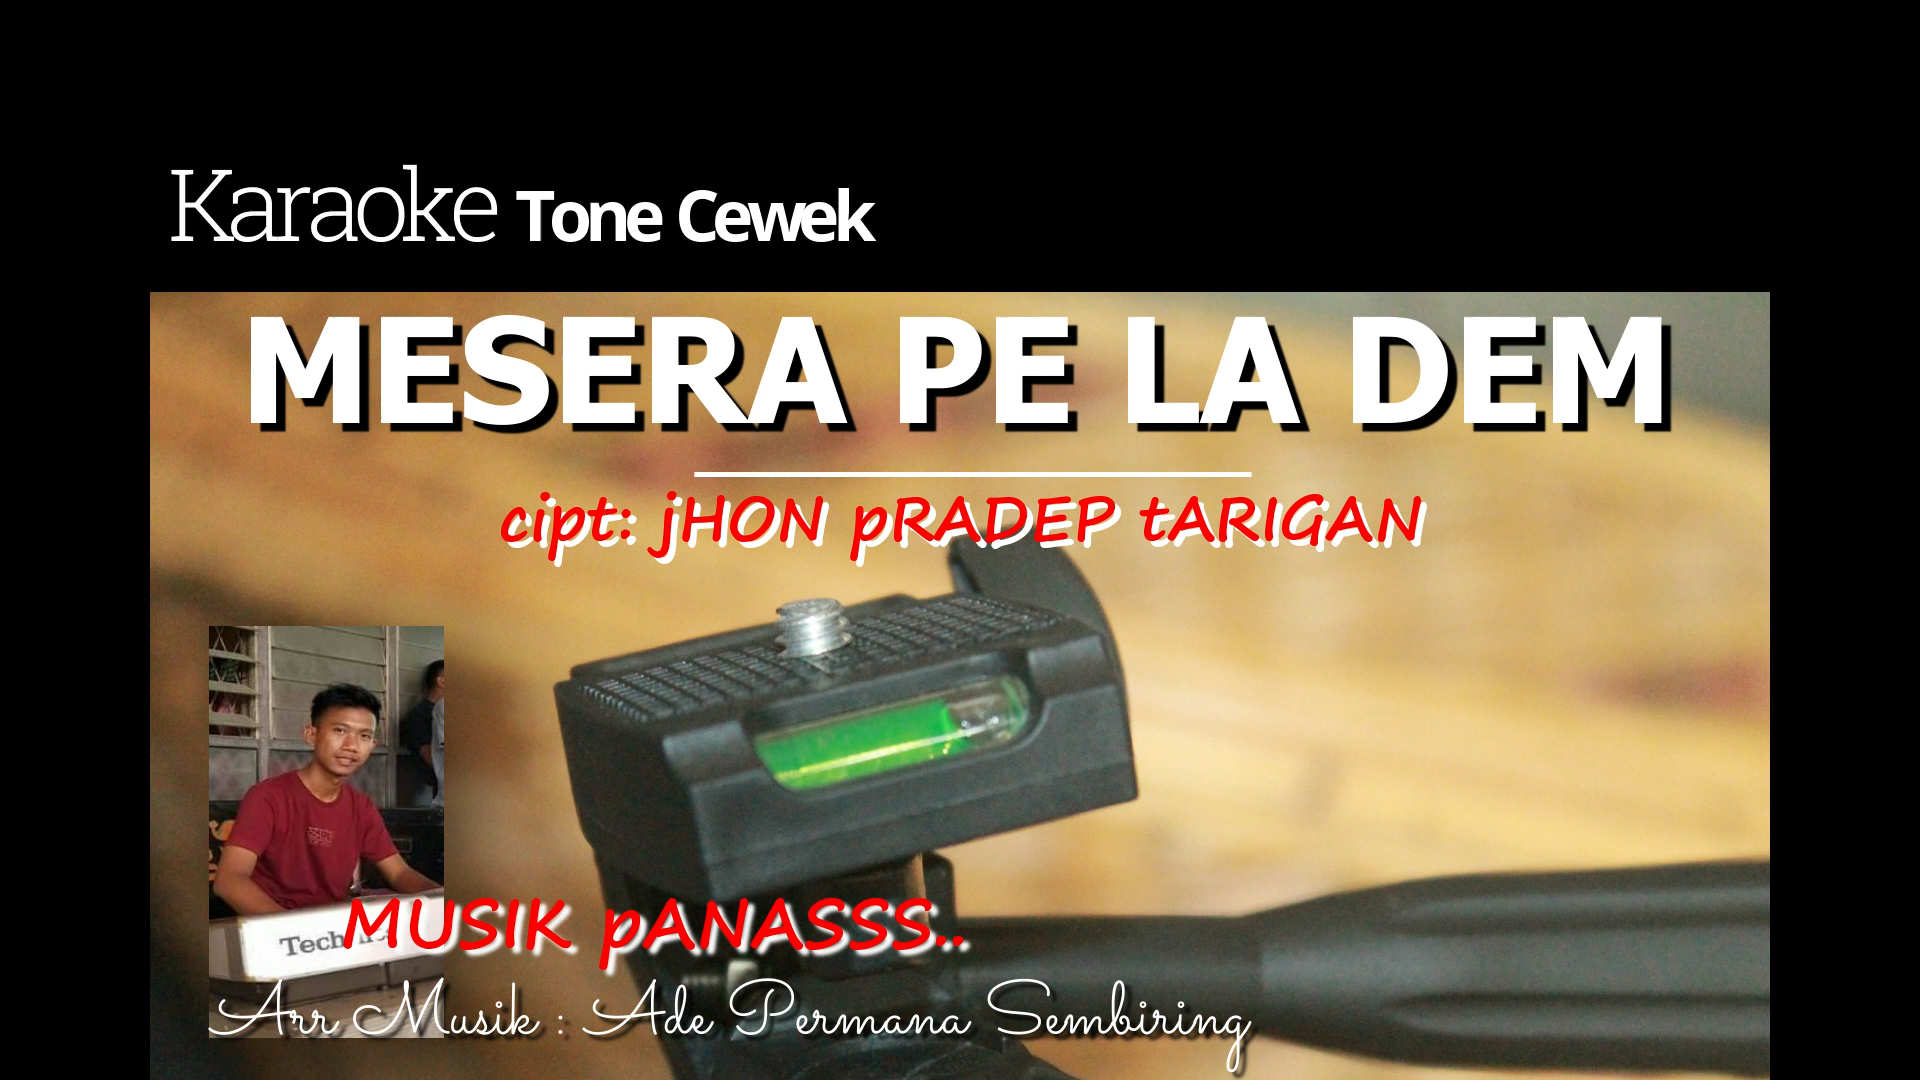 Karaoke Tone Cewek
MESERA PE LA DEM
cipt: jHON pRADEP tARIGAN
MUSIK pANASSS..
Arr Musik : Ade Permana Sembiring